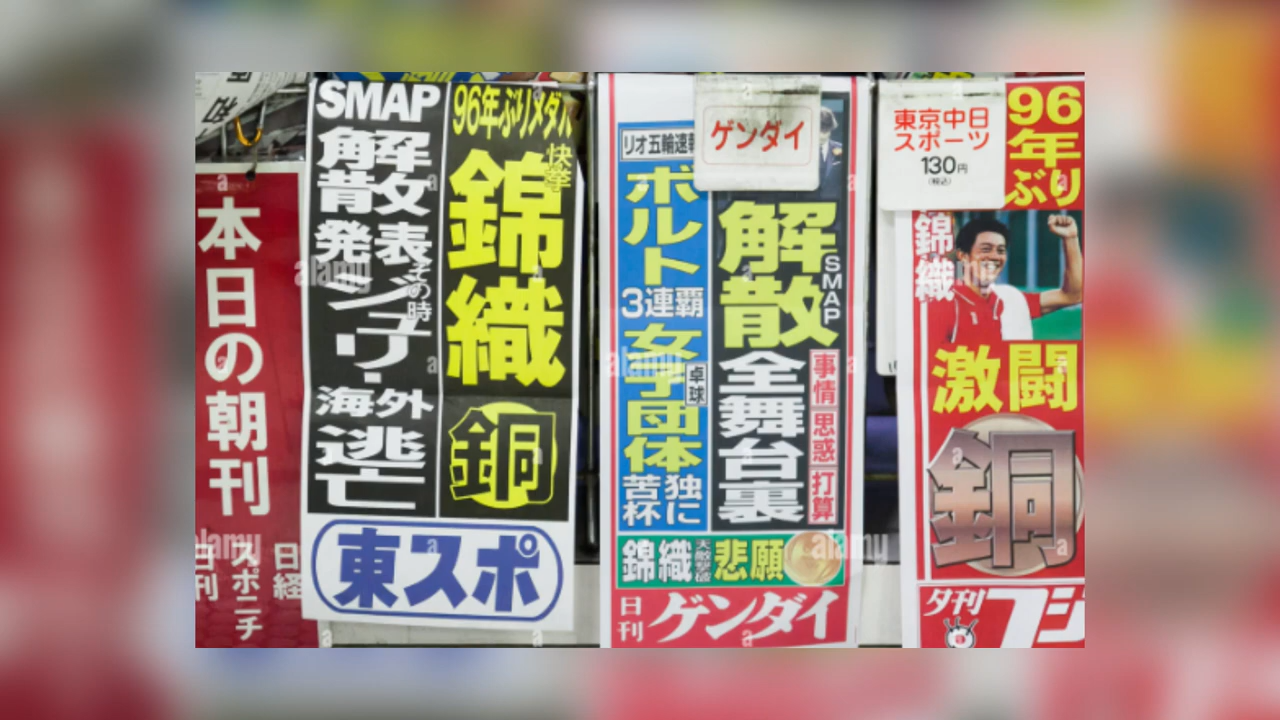 本日の朝刊
日刊
スポニチ
日経
96年ぶりメダル
快挙
錦織
銅
SMAP
解散
発表
その時
海外
逃亡
東スポ
ゲンダイ
SMAP
解散
全舞台裏
事情
思惑
打算
リオ五輪速報
ボルト
3連覇
卓球
女子団体
独に
苦杯
錦織
悲願
日刊
ゲンダイ
東京中日
スポーツ
130円
(税込)
96年ぶり
錦織
激闘
銅
夕刊
フジ
alamy